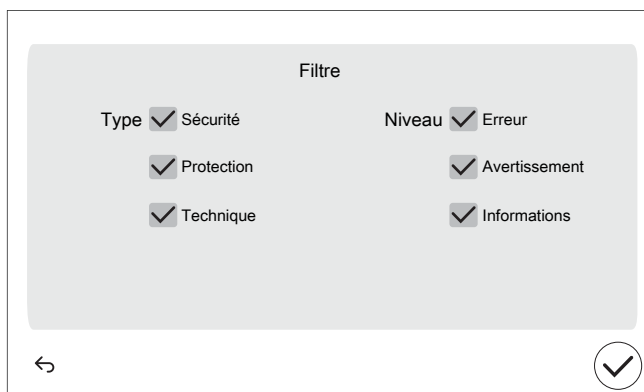 Filtre
Type Sécurité Niveau Erreur
Protection Avertissement
Technique Informations